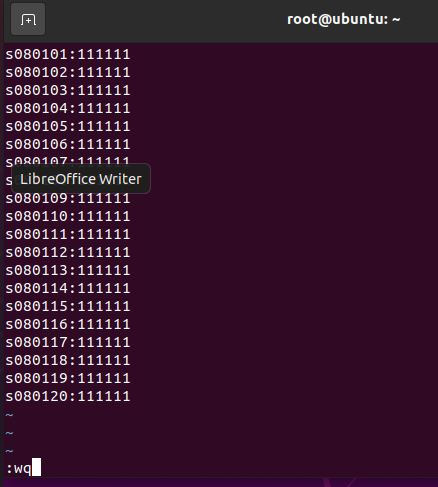 root@ubuntu: ~
s080101:111111
s080102:111111
s080103:111111
s080104:111111
s080105:111111
s080106:111111
s080107:111111
LibreOffice Writer
s080109:111111
s080110:111111
s080111:111111
s080112:111111
s080113:111111
s080114:111111
s080115:111111
s080116:111111
s080117:111111
s080118:111111
s080119:111111
s080120:111111
~
~
~
:wq